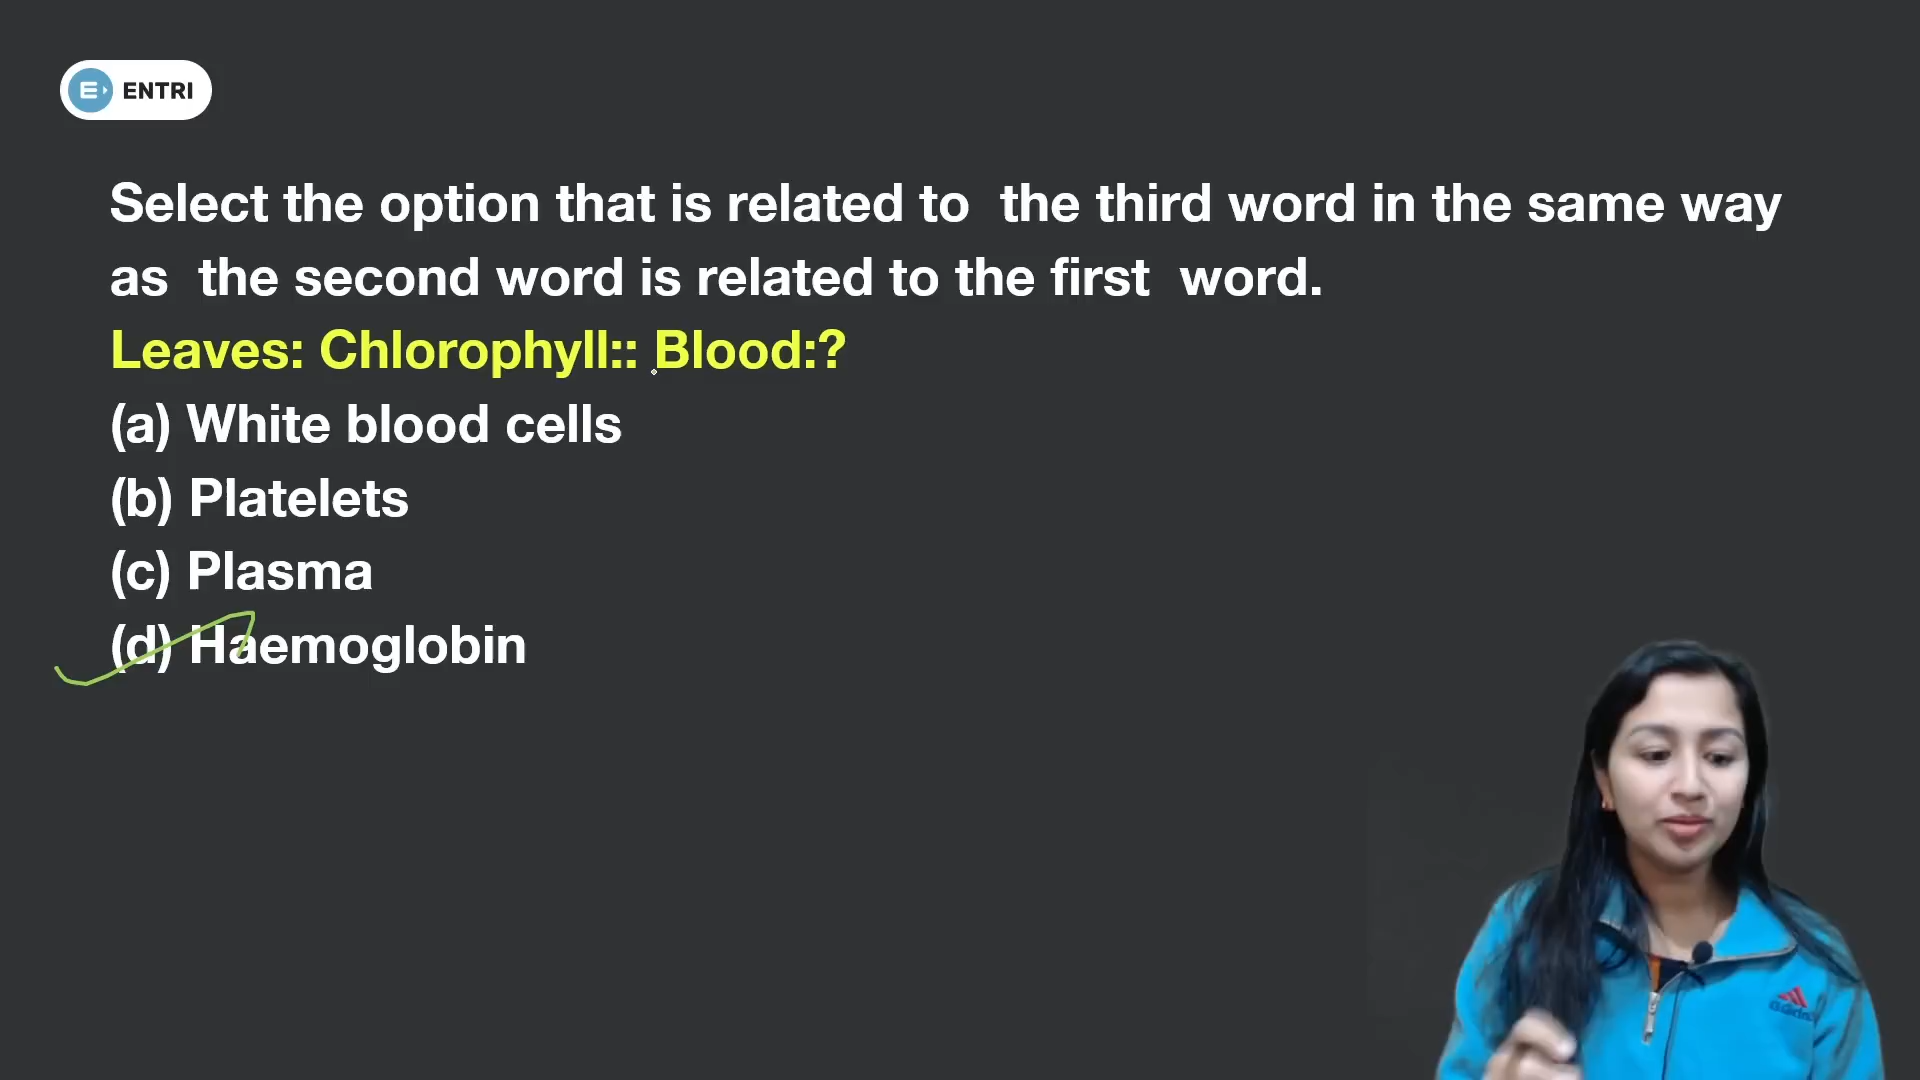 ENTRI
Select the option that is related to the third word in the same way
as the second word is related to the first word.
Leaves: Chlorophyll:: Blood:?
(a) White blood cells
(b) Platelets
(c) Plasma
(d) Haemoglobin
adidas